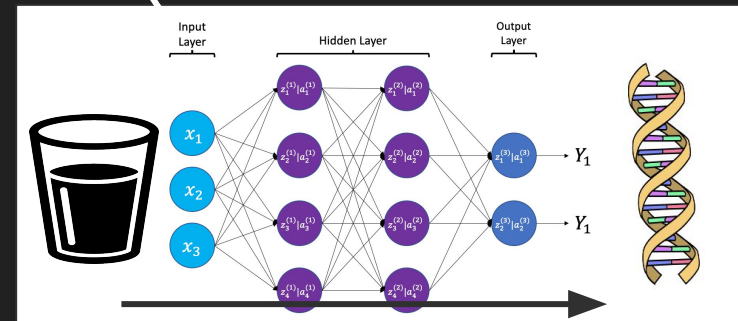 Input
Layer
Hidden Layer
Output
Layer
x₁
x₂
x₃
z₁⁽¹⁾|a₁⁽¹⁾
z₂⁽¹⁾|a₂⁽¹⁾
z₃⁽¹⁾|a₃⁽¹⁾
z₄⁽¹⁾|a₄⁽¹⁾
z₁⁽²⁾|a₁⁽²⁾
z₂⁽²⁾|a₂⁽²⁾
z₃⁽²⁾|a₃⁽²⁾
z₄⁽²⁾|a₄⁽²⁾
z₁⁽³⁾|a₁⁽³⁾
z₂⁽³⁾|a₂⁽³⁾
Y₁
Y₁